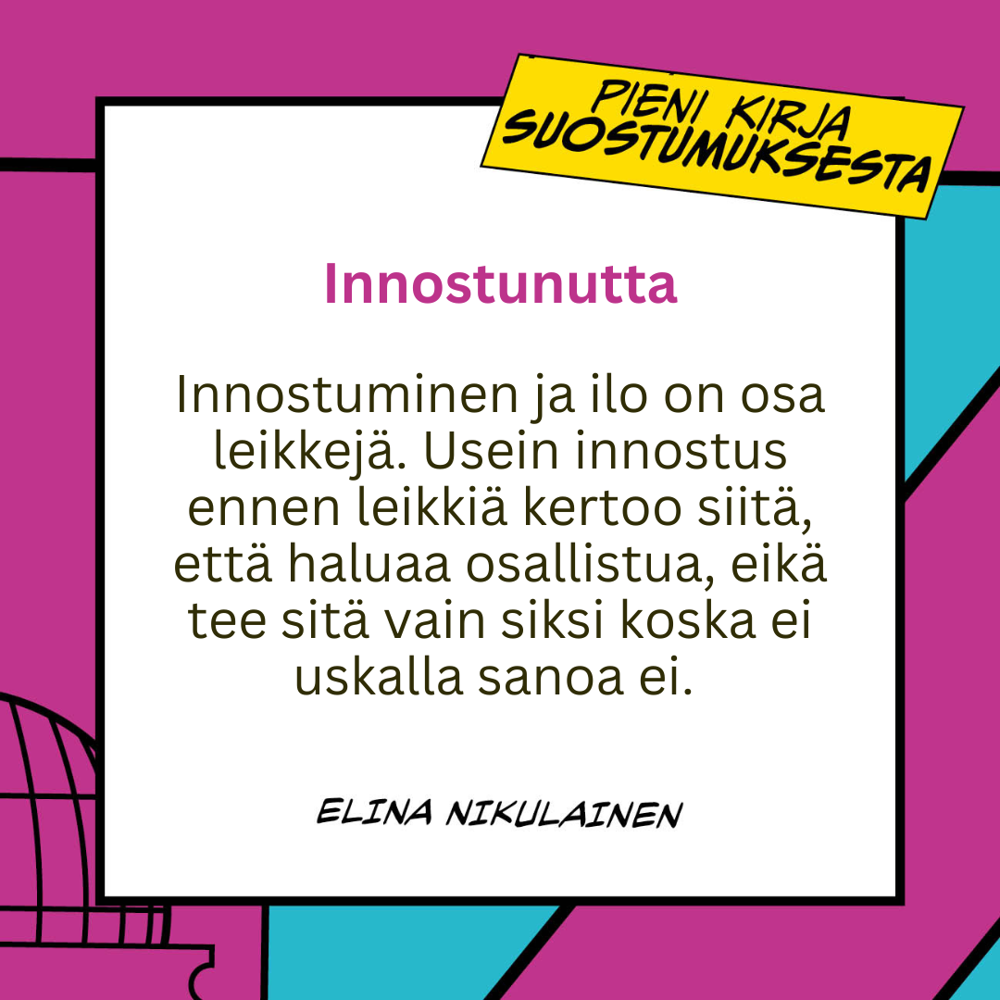 PIENI KIRJA
SUOSTUMUKSESTA
Innostunutta
Innostuminen ja ilo on osa
leikkejä. Usein innostus
ennen leikkiä kertoo siitä,
että haluaa osallistua, eikä
tee sitä vain siksi koska ei
uskalla sanoa ei.
ELINA NIKULAINEN